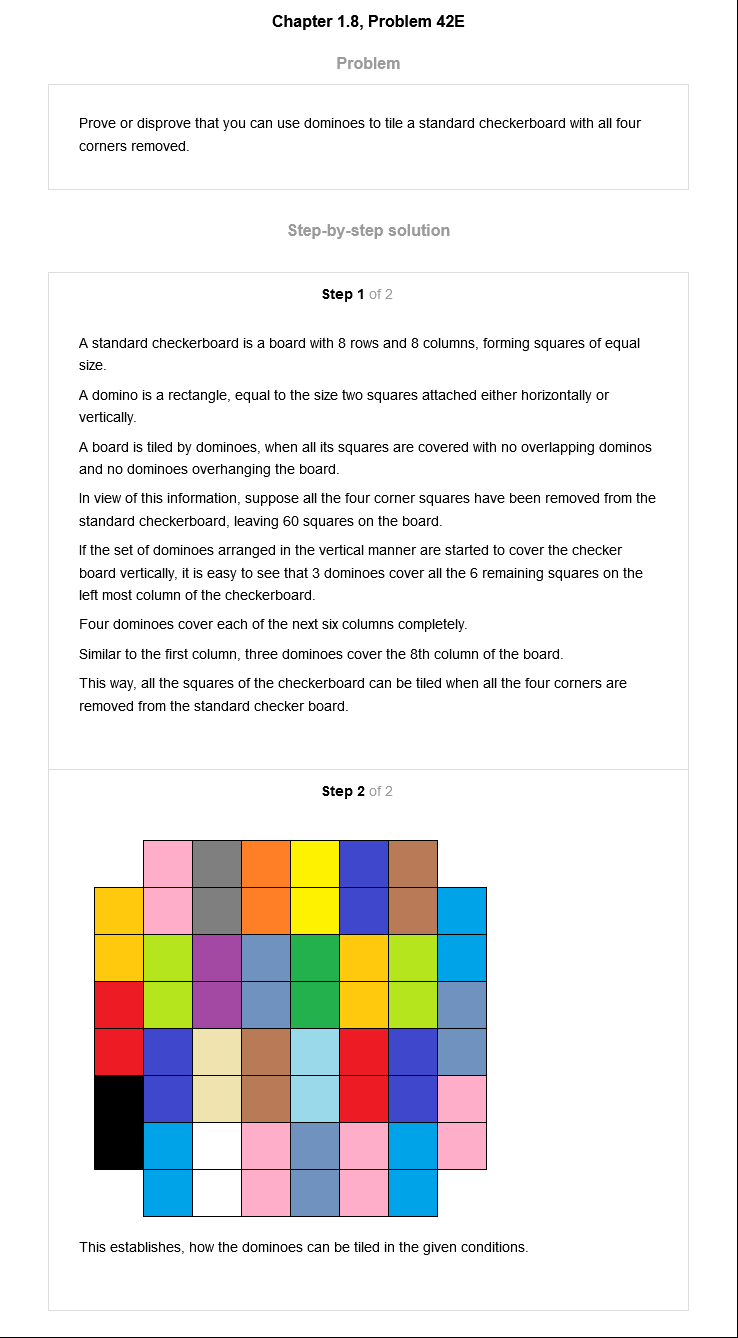 Chapter 1.8, Problem 42E
Problem
Prove or disprove that you can use dominoes to tile a standard checkerboard with all four
corners removed.
Step-by-step solution
Step 1 of 2
A standard checkerboard is a board with 8 rows and 8 columns, forming squares of equal
size.
A domino is a rectangle, equal to the size two squares attached either horizontally or
vertically.
A board is tiled by dominoes, when all its squares are covered with no overlapping dominos
and no dominoes overhanging the board.
In view of this information, suppose all the four corner squares have been removed from the
standard checkerboard, leaving 60 squares on the board.
If the set of dominoes arranged in the vertical manner are started to cover the checker
board vertically, it is easy to see that 3 dominoes cover all the 6 remaining squares on the
left most column of the checkerboard.
Four dominoes cover each of the next six columns completely.
Similar to the first column, three dominoes cover the 8th column of the board.
This way, all the squares of the checkerboard can be tiled when all the four corners are
removed from the standard checker board.
Step 2 of 2
This establishes, how the dominoes can be tiled in the given conditions.